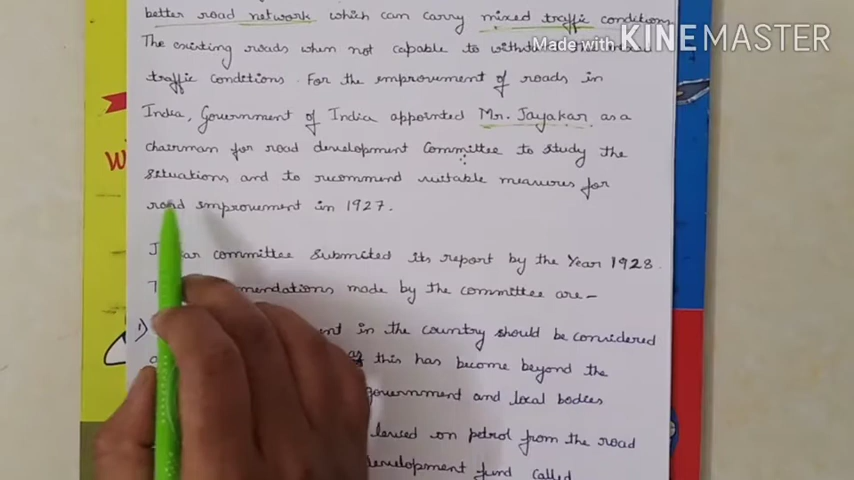 better road network which can carry mixed traffic conditions
The existing roads when not capable to
traffic conditions. For the improvement of roads in
India, Government of India appointed Mr. Jayakar as a
chairman for road development Committee to study the
situations and to recommend suitable measures for
road improvement in 1927.
committee submited its report by the Year 1928.
made by the committee are-
1) in the country should be considered
this has become beyond the
government and local bodies
levied on petrol from the road
development fund called
Made with KINEMASTER
W